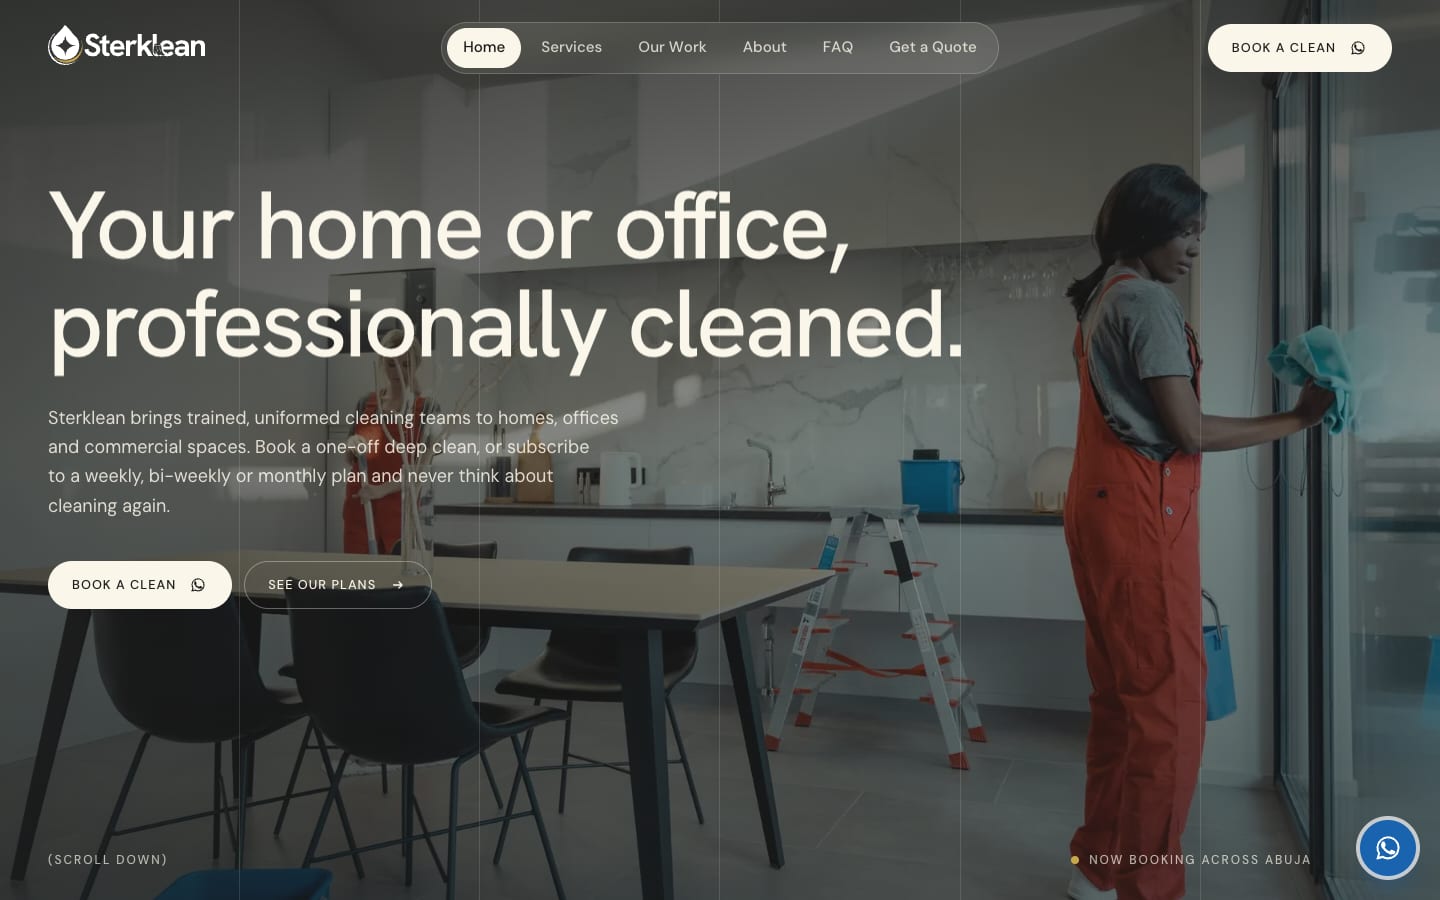 Sterklean
Home
Services
Our Work
About
FAQ
Get a Quote
BOOK A CLEAN
Your home or office,
professionally cleaned.
Sterklean brings trained, uniformed cleaning teams to homes, offices
and commercial spaces. Book a one-off deep clean, or subscribe
to a weekly, bi-weekly or monthly plan and never think about
cleaning again.
BOOK A CLEAN
SEE OUR PLANS →
(SCROLL DOWN)
NOW BOOKING ACROSS ABUJA